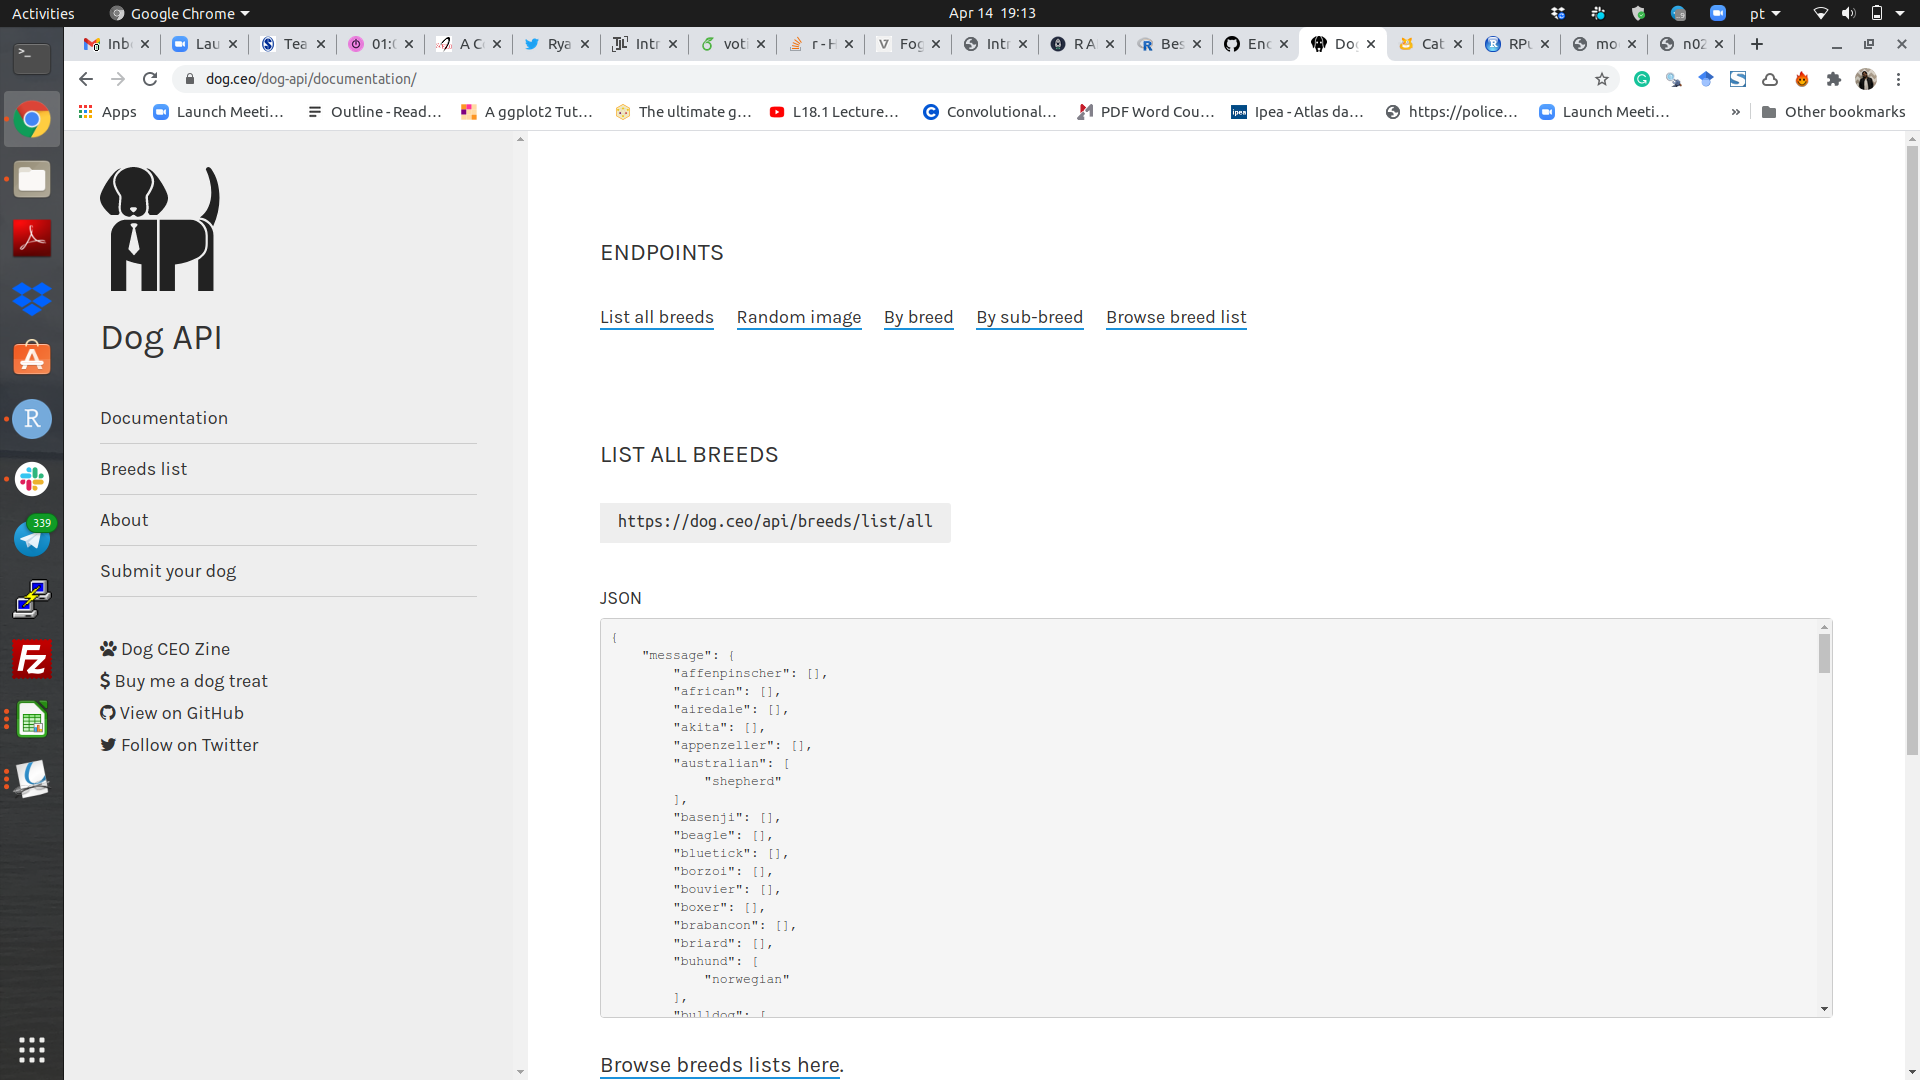 Activities Google Chrome Apr 14 19:13 pt
Inb Lau Tea 01:0 A Co Rya Intr voti r - H Fog Intr R A Bes Enc Dog Cat RPu mo n02
dog.ceo/dog-api/documentation/
Apps Launch Meeti... Outline - Read... A ggplot2 Tut... The ultimate g... L18.1 Lecture... Convolutional... PDF Word Cou... Ipea - Atlas da... https://police... Launch Meeti... » Other bookmarks
API
Dog API
Documentation
Breeds list
About
Submit your dog
Dog CEO Zine
Buy me a dog treat
View on GitHub
Follow on Twitter
339
ENDPOINTS
List all breeds Random image By breed By sub-breed Browse breed list
LIST ALL BREEDS
https://dog.ceo/api/breeds/list/all
JSON
{
"message": {
"affenpinscher": [],
"african": [],
"airedale": [],
"akita": [],
"appenzeller": [],
"australian": [
"shepherd"
],
"basenji": [],
"beagle": [],
"bluetick": [],
"borzoi": [],
"bouvier": [],
"boxer": [],
"brabancon": [],
"briard": [],
"buhund": [
"norwegian"
],
"bulldog": [
Browse breeds lists here.